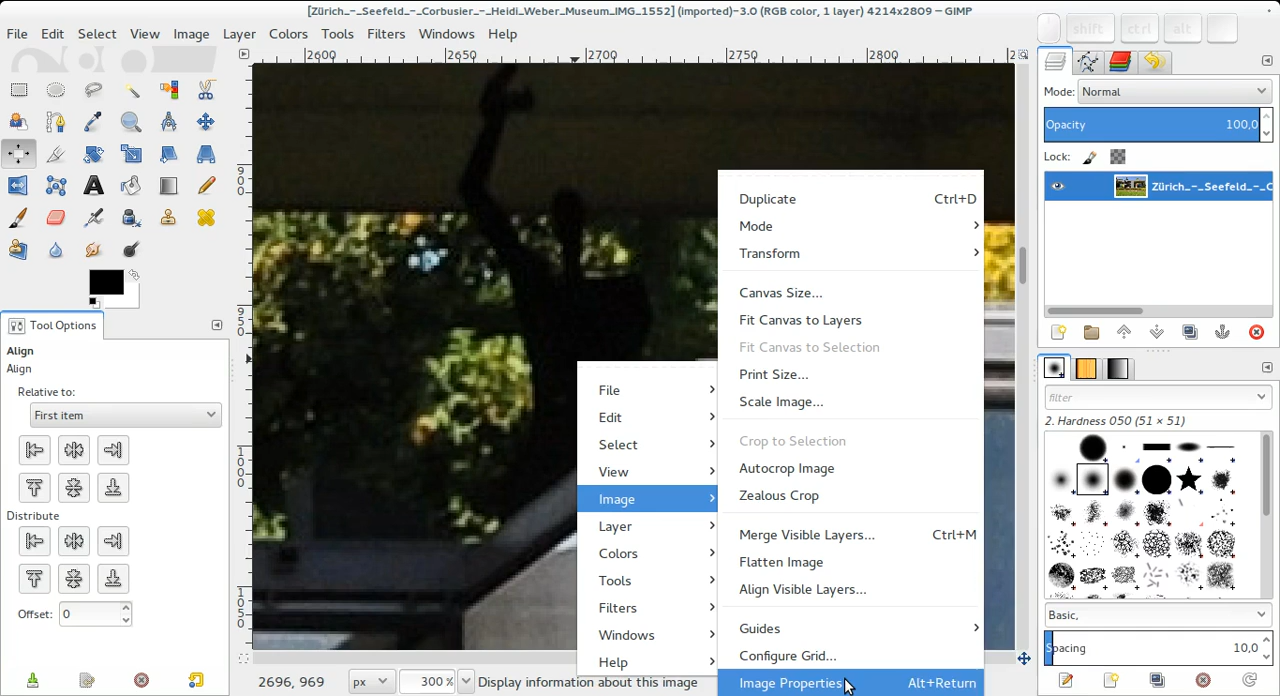 [Zürich_-_Seefeld_-_Corbusier_-_Heidi_Weber_Museum_IMG_1552] (imported)-3.0 (RGB color, 1 layer) 4214x2809 – GIMP
File Edit Select View Image Layer Colors Tools Filters Windows Help
shift ctrl alt
2600 2650 2700 2750 2800
Mode: Normal
Opacity 100,0
Lock:
Zürich_-_Seefeld_-_C
900
950
1000
1050
Tool Options
Align
Align
Relative to:
First item
Distribute
Offset: 0
File
Edit
Select
View
Image
Layer
Colors
Tools
Filters
Windows
Help
Duplicate Ctrl+D
Mode
Transform
Canvas Size...
Fit Canvas to Layers
Fit Canvas to Selection
Print Size...
Scale Image...
Crop to Selection
Autocrop Image
Zealous Crop
Merge Visible Layers... Ctrl+M
Flatten Image
Align Visible Layers...
Guides
Configure Grid...
Image Properties Alt+Return
filter
2. Hardness 050 (51 × 51)
Basic,
Spacing 10,0
2696, 969 px 300 % Display information about this image